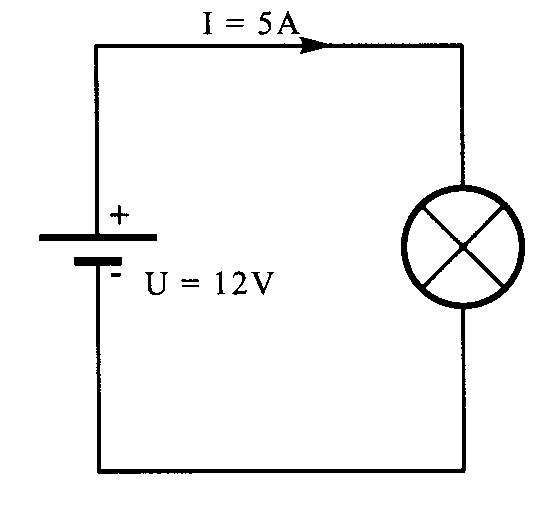 I = 5A
+
-
U = 12V